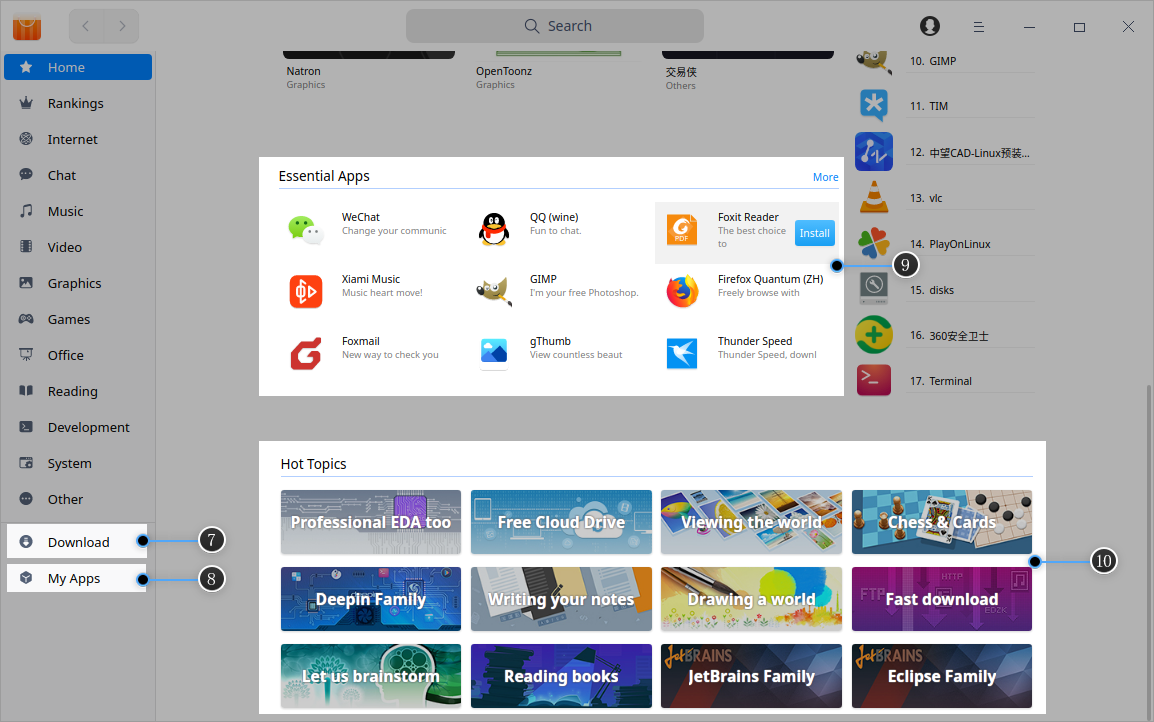 Search
Home
Rankings
Internet
Chat
Music
Video
Graphics
Games
Office
Reading
Development
System
Other
Download
7
My Apps
8
Natron
Graphics
OpenToonz
Graphics
交易侠
Others
10. GIMP
11. TIM
12. 中望CAD-Linux预装...
13. vlc
14. PlayOnLinux
15. disks
16. 360安全卫士
17. Terminal
Essential Apps
More
WeChat
Change your communic
QQ (wine)
Fun to chat.
PDF
Foxit Reader
The best choice
to
Install
9
Xiami Music
Music heart move!
GIMP
I'm your free Photoshop.
Firefox Quantum (ZH)
Freely browse with
Foxmail
New way to check you
gThumb
View countless beaut
Thunder Speed
Thunder Speed, downl
Hot Topics
Professional EDA too
Free Cloud Drive
Viewing the world
Chess & Cards
10
Deepin Family
Writing your notes
Drawing a world
HTTP
FTP
ED2K
Fast download
Let us brainstorm
Reading books
JetBRAINS
JetBrains Family
JetBRAINS
Eclipse Family